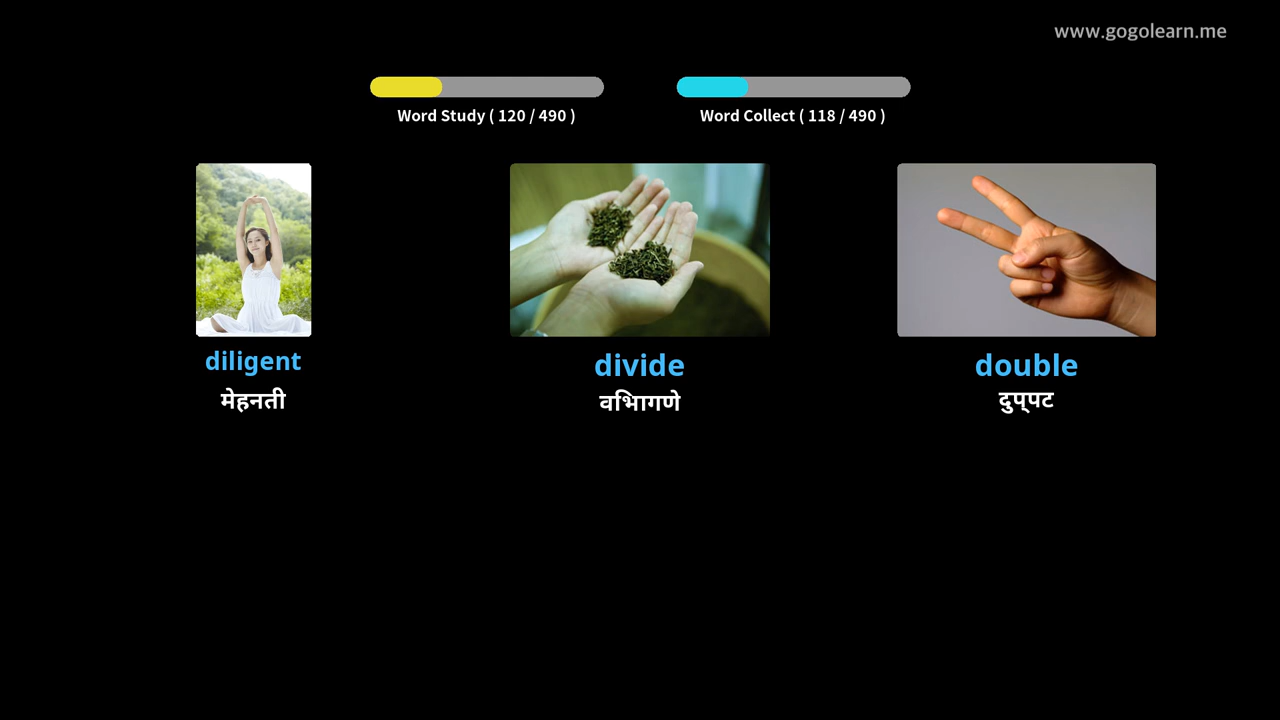 www.gogolearn.me
Word Study ( 120 / 490 )
Word Collect ( 118 / 490 )
diligent
मेहनती
divide
वभिागणे
double
दुप्पट